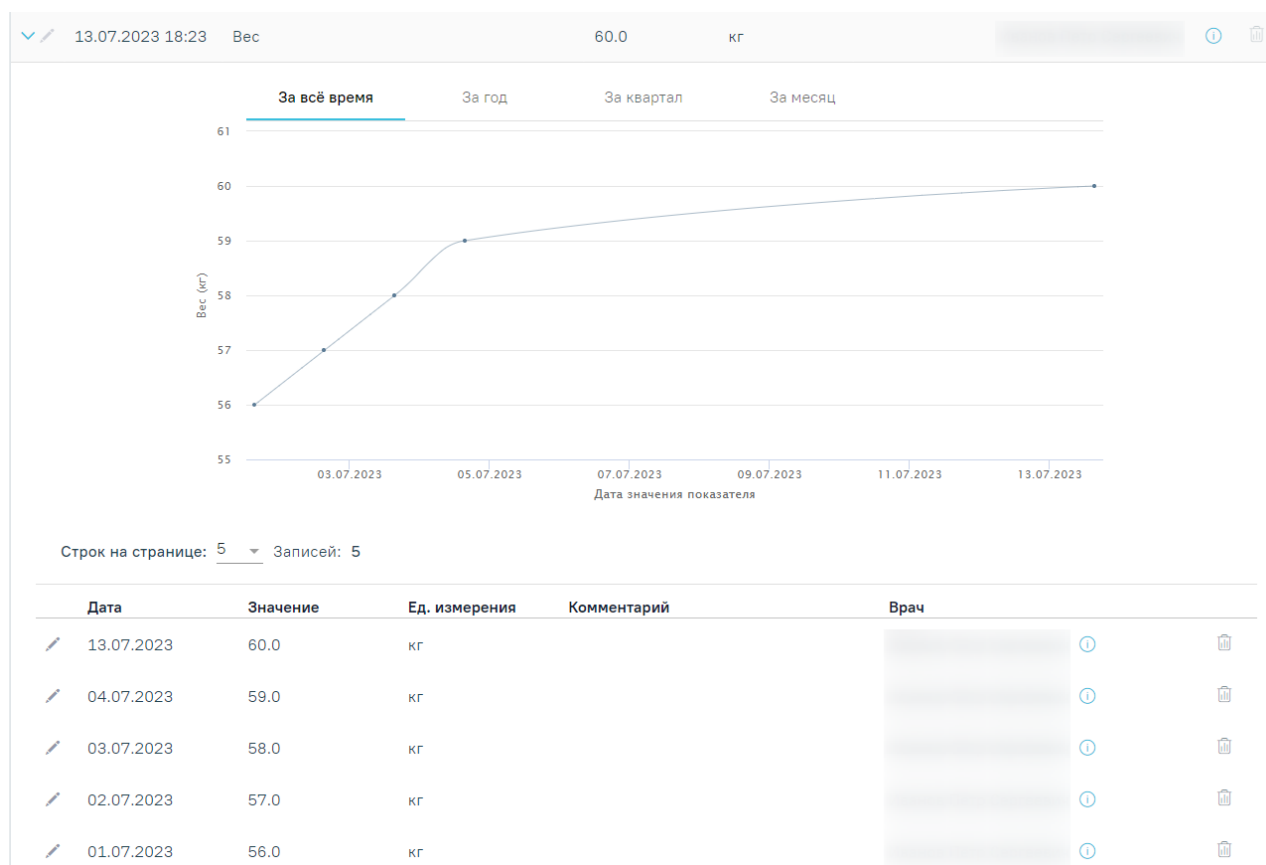 13.07.2023 18:23 Вес 60.0 кг
За всё время За год За квартал За месяц
61
60
59
58
57
56
55
Вес (кг)
03.07.2023 05.07.2023 07.07.2023 09.07.2023 11.07.2023 13.07.2023
Дата значения показателя
Строк на странице: 5 Записей: 5
Дата Значение Ед. измерения Комментарий Врач
13.07.2023 60.0 кг
04.07.2023 59.0 кг
03.07.2023 58.0 кг
02.07.2023 57.0 кг
01.07.2023 56.0 кг